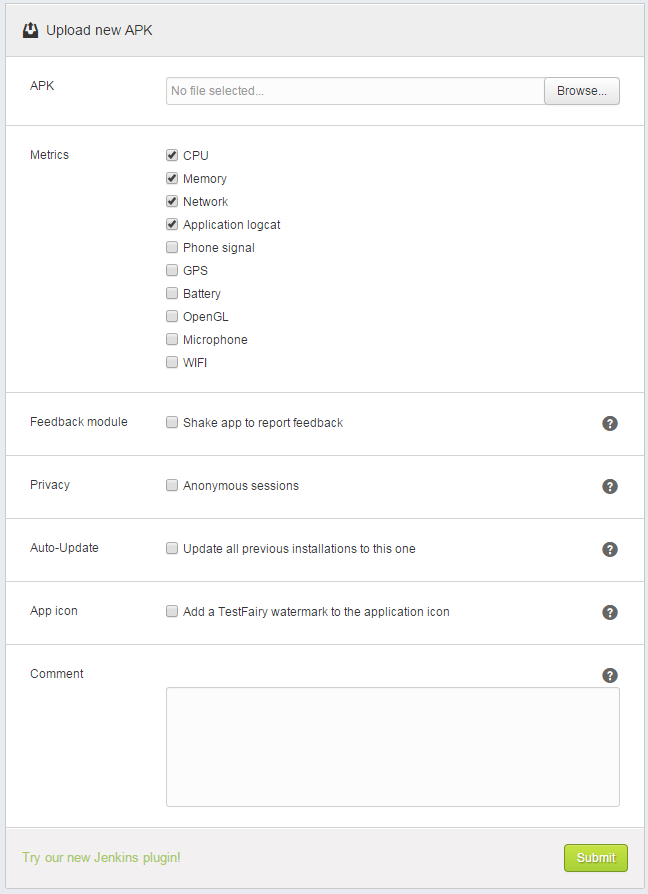 Upload new APK
APK
No file selected...
Browse...
Metrics
CPU
Memory
Network
Application logcat
Phone signal
GPS
Battery
OpenGL
Microphone
WIFI
Feedback module
Shake app to report feedback
?
Privacy
Anonymous sessions
?
Auto-Update
Update all previous installations to this one
?
App icon
Add a TestFairy watermark to the application icon
?
Comment
?
Try our new Jenkins plugin!
Submit